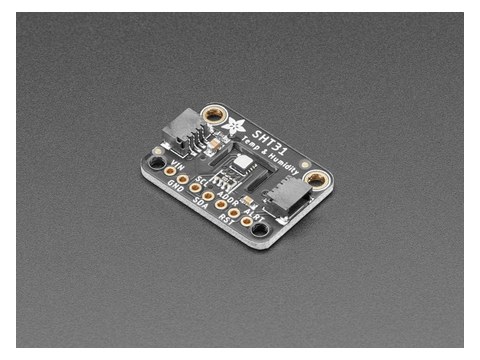 SHT31
Temp & Humidity
VIN
GND
SCL
SDA
ADDR
RST
ALRT